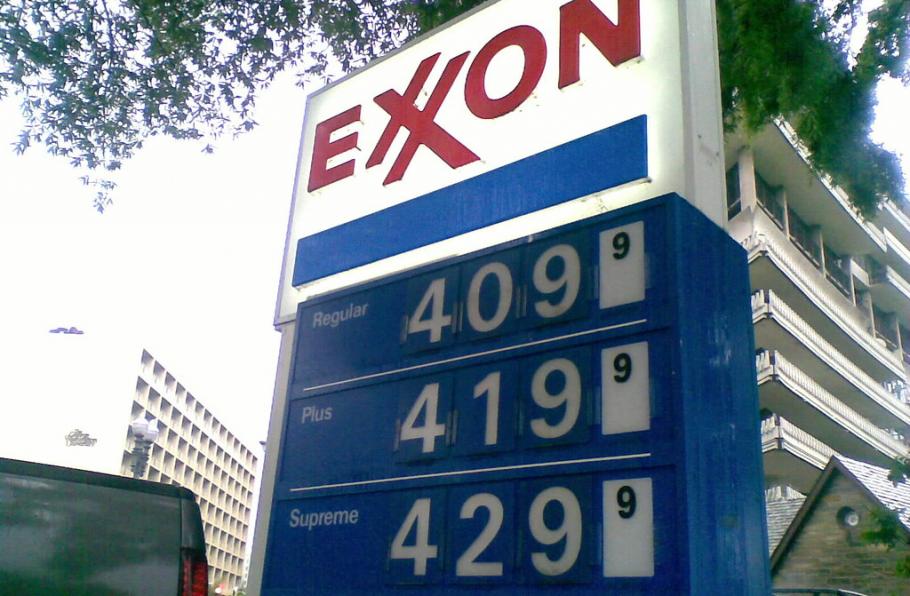 EXXON
Regular 409 9
Plus 419 9
Supreme 429 9